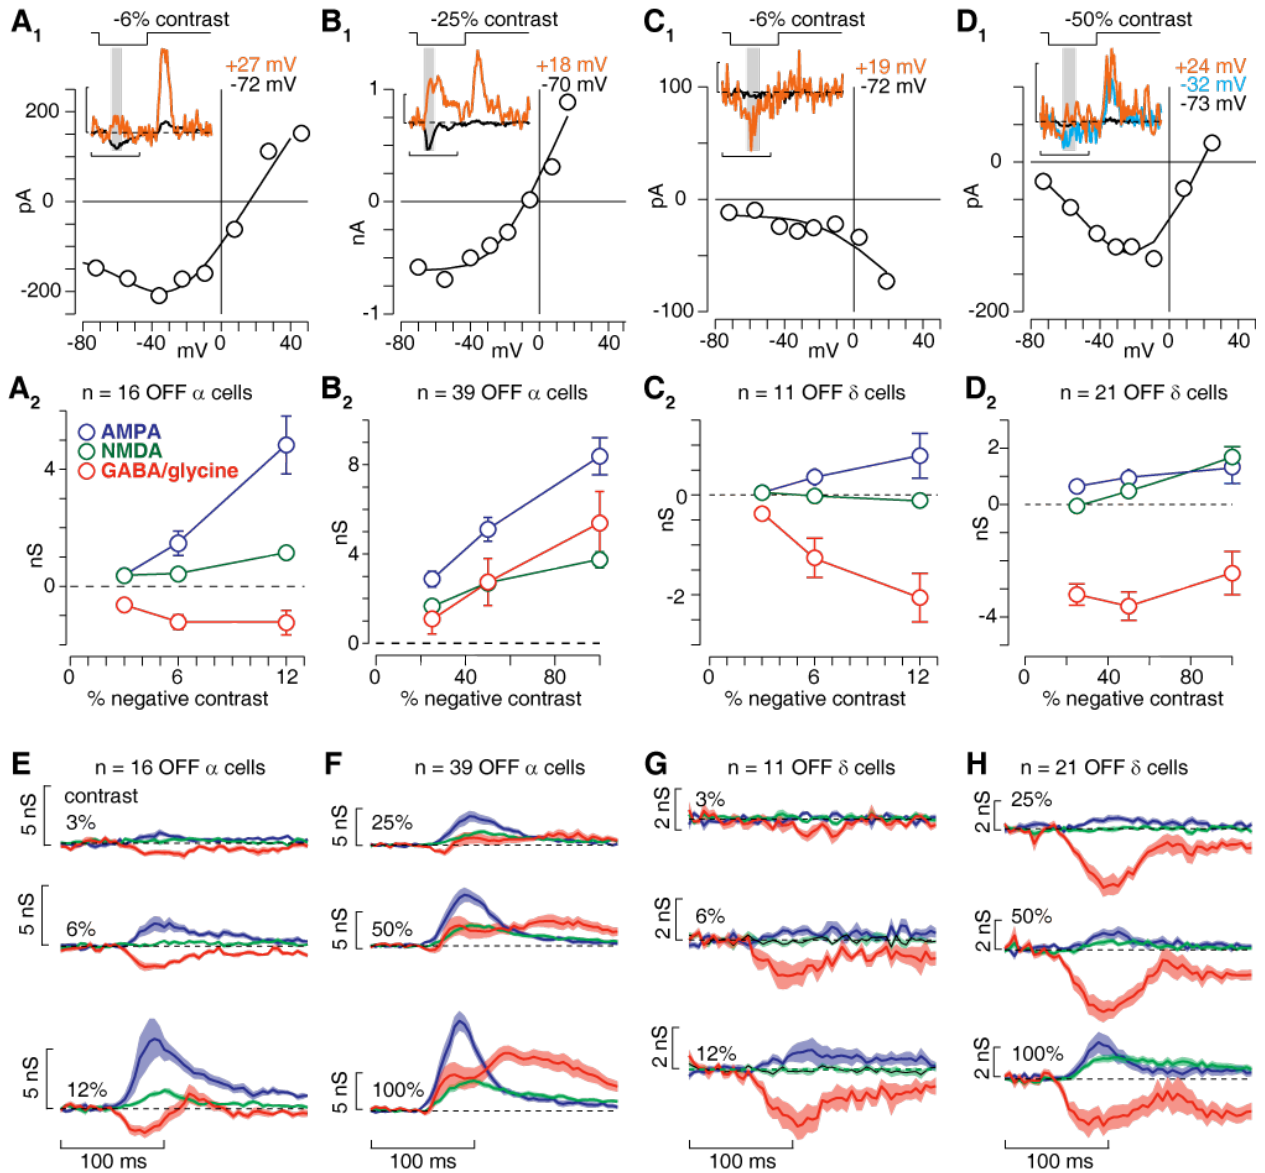 A1
-6% contrast
+27 mV
-72 mV
200
0
-200
pA
-80
-40
0
40
mV
B1
-25% contrast
+18 mV
-70 mV
1
0
-1
nA
-80
-40
0
40
mV
C1
-6% contrast
+19 mV
-72 mV
100
0
-100
pA
-80
-40
0
40
mV
D1
-50% contrast
+24 mV
-32 mV
-73 mV
1
0
-200
pA
-80
-40
0
40
mV
A2
n = 16 OFF α cells
AMPA
NMDA
GABA/glycine
4
0
nS
0
6
12
% negative contrast
B2
n = 39 OFF α cells
8
4
0
nS
0
40
80
% negative contrast
C2
n = 11 OFF δ cells
0
-2
nS
0
6
12
% negative contrast
D2
n = 21 OFF δ cells
2
0
-4
nS
0
40
80
% negative contrast
E
n = 16 OFF α cells
contrast
3%
5 nS
6%
5 nS
12%
5 nS
100 ms
F
n = 39 OFF α cells
25%
5 nS
50%
5 nS
100%
5 nS
100 ms
G
n = 11 OFF δ cells
3%
2 nS
6%
2 nS
12%
2 nS
100 ms
H
n = 21 OFF δ cells
25%
2 nS
50%
2 nS
100%
2 nS
100 ms